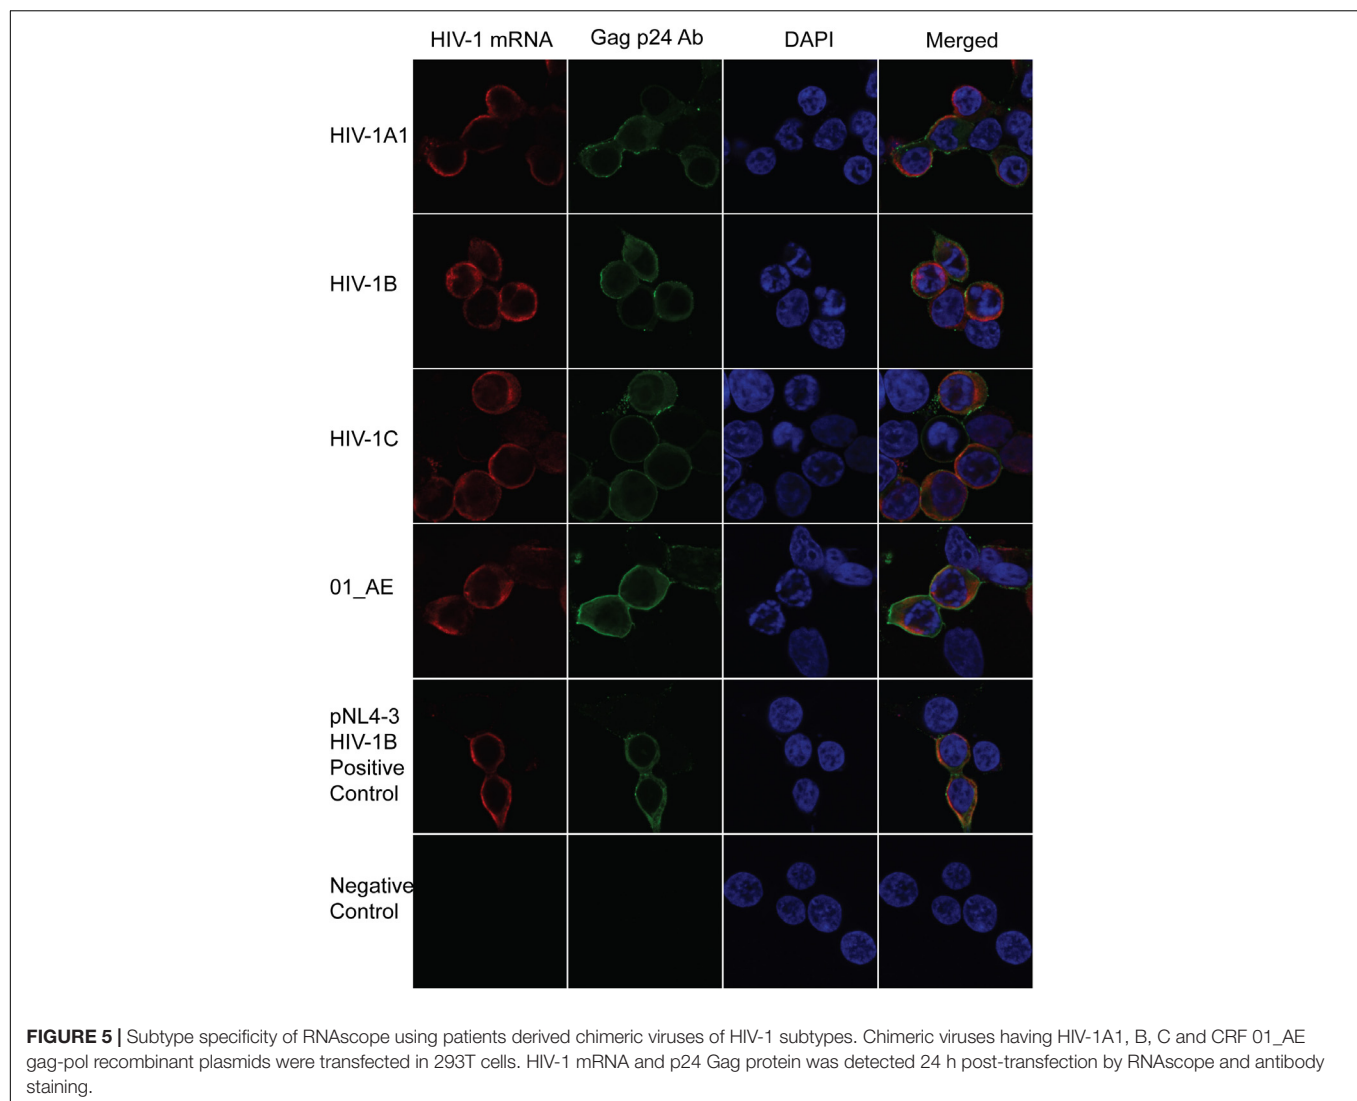 HIV-1 mRNA Gag p24 Ab DAPI Merged
HIV-1A1
HIV-1B
HIV-1C
01_AE
pNL4-3
HIV-1B
Positive
Control
Negative
Control
FIGURE 5 | Subtype specificity of RNAscope using patients derived chimeric viruses of HIV-1 subtypes. Chimeric viruses having HIV-1A1, B, C and CRF 01_AE
gag-pol recombinant plasmids were transfected in 293T cells. HIV-1 mRNA and p24 Gag protein was detected 24 h post-transfection by RNAscope and antibody
staining.